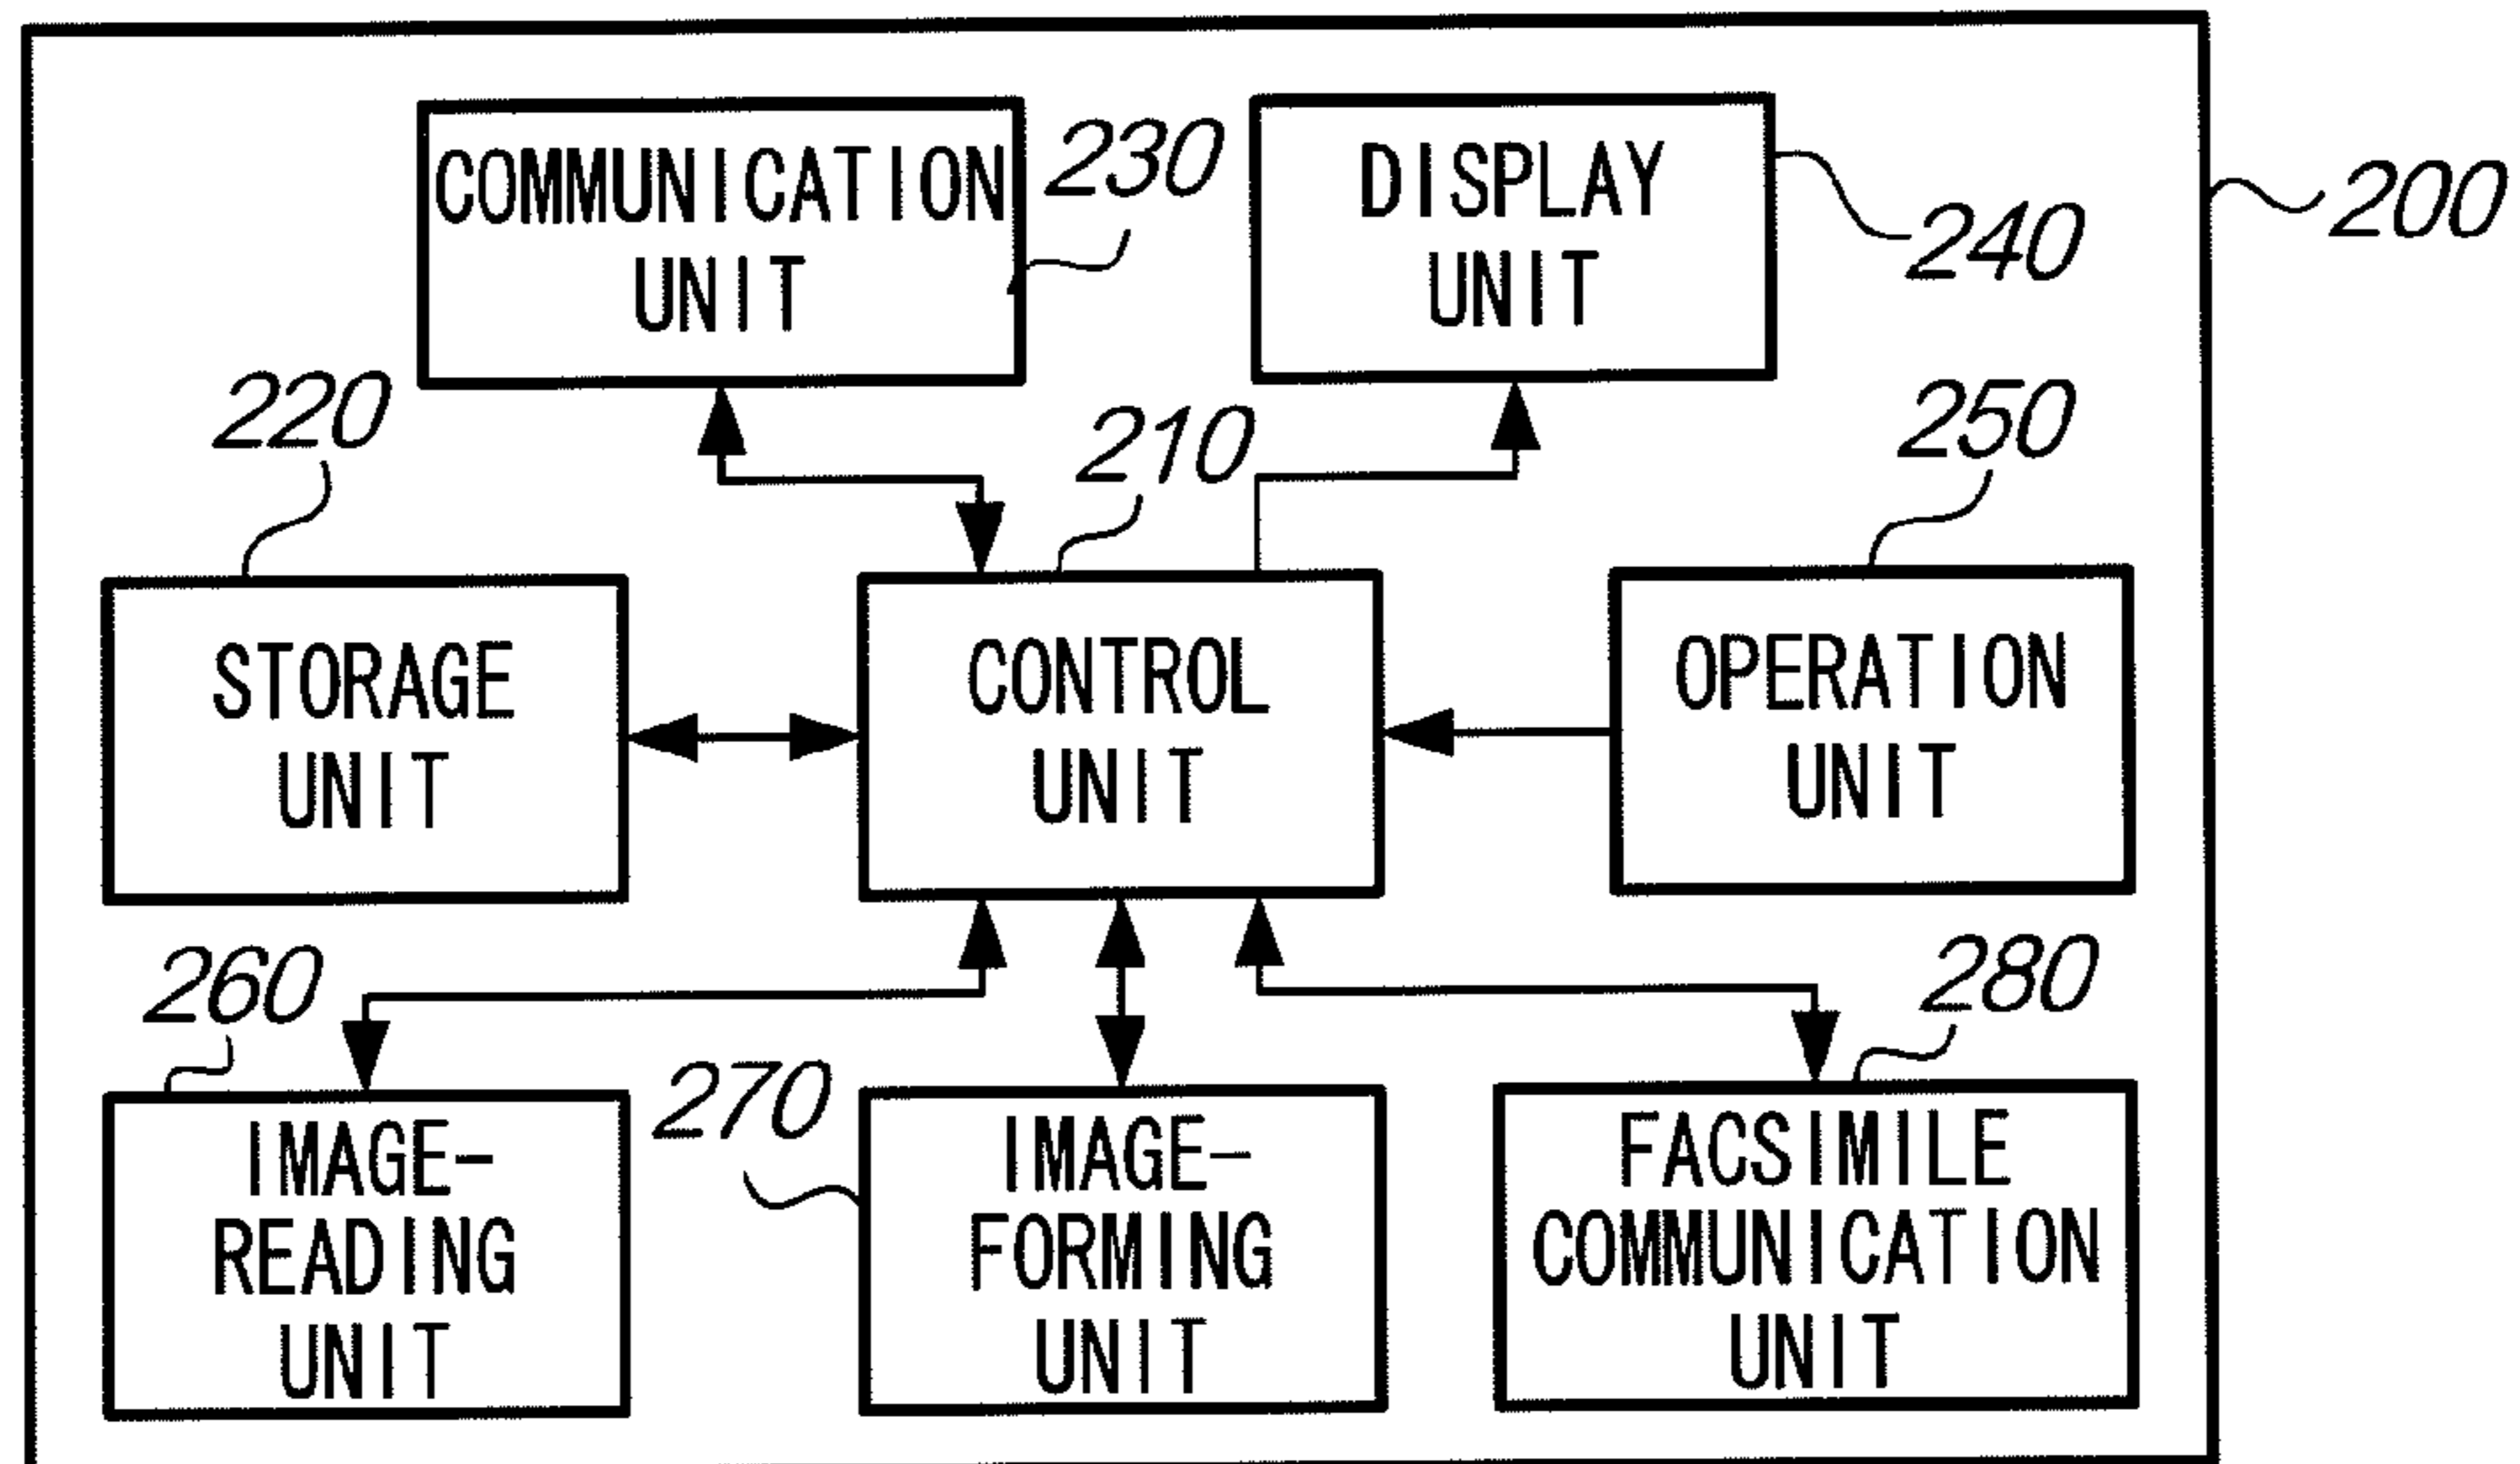 COMMUNICATION
UNIT
230
DISPLAY
UNIT
240
200
220
210
250
STORAGE
UNIT
CONTROL
UNIT
OPERATION
UNIT
260
270
280
IMAGE-
READING
UNIT
IMAGE-
FORMING
UNIT
FACSIMILE
COMMUNICATION
UNIT